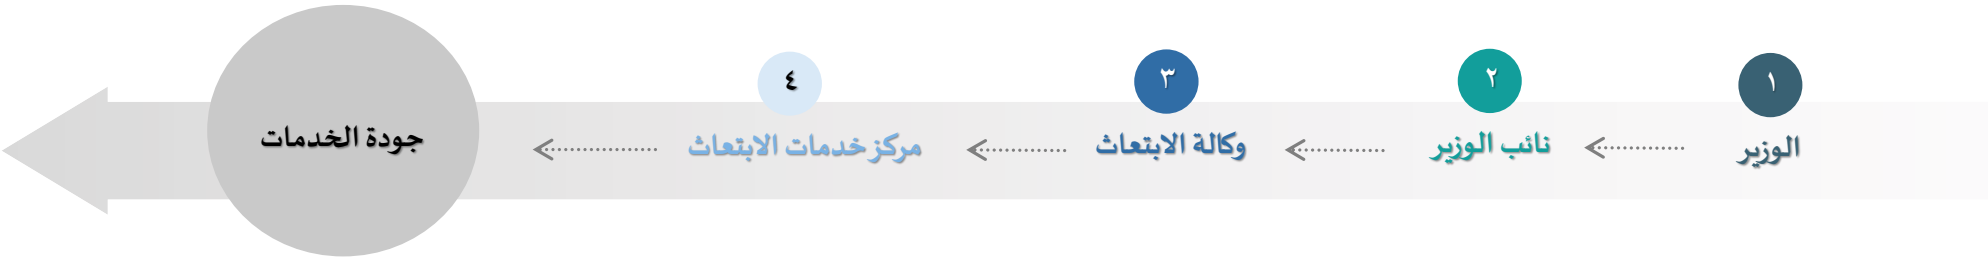 ١
الوزير
٢
نائب الوزير
٣
وكالة الابتعاث
٤
مركز خدمات الابتعاث
جودة الخدمات